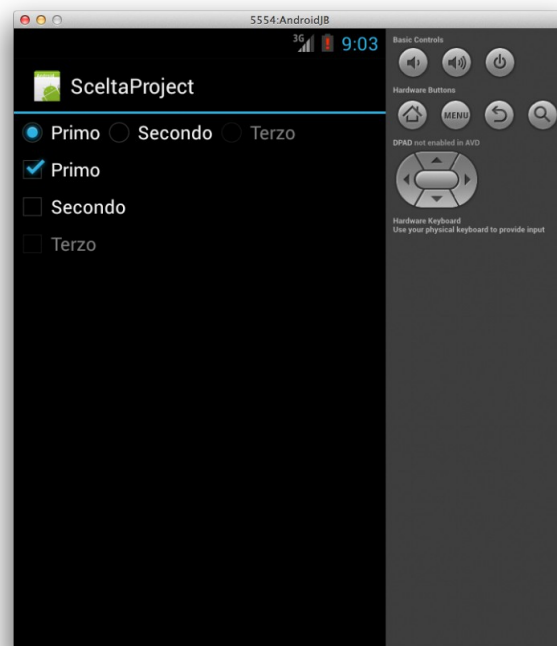 5554:AndroidJB
3G 9:03
SceltaProject
Primo Secondo Terzo
Primo
Secondo
Terzo
Basic Controls
Hardware Buttons
MENU
DPAD not enabled in AVD
Hardware Keyboard
Use your physical keyboard to provide input